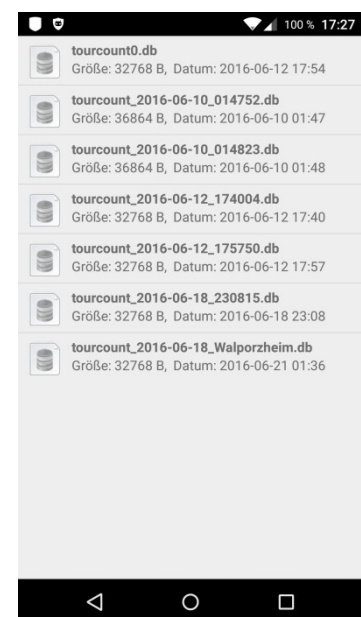 100 % 17:27
tourcount0.db
Größe: 32768 B, Datum: 2016-06-12 17:54
tourcount_2016-06-10_014752.db
Größe: 36864 B, Datum: 2016-06-10 01:47
tourcount_2016-06-10_014823.db
Größe: 36864 B, Datum: 2016-06-10 01:48
tourcount_2016-06-12_174004.db
Größe: 32768 B, Datum: 2016-06-12 17:40
tourcount_2016-06-12_175750.db
Größe: 32768 B, Datum: 2016-06-12 17:57
tourcount_2016-06-18_230815.db
Größe: 32768 B, Datum: 2016-06-18 23:08
tourcount_2016-06-18_Walporzheim.db
Größe: 32768 B, Datum: 2016-06-21 01:36